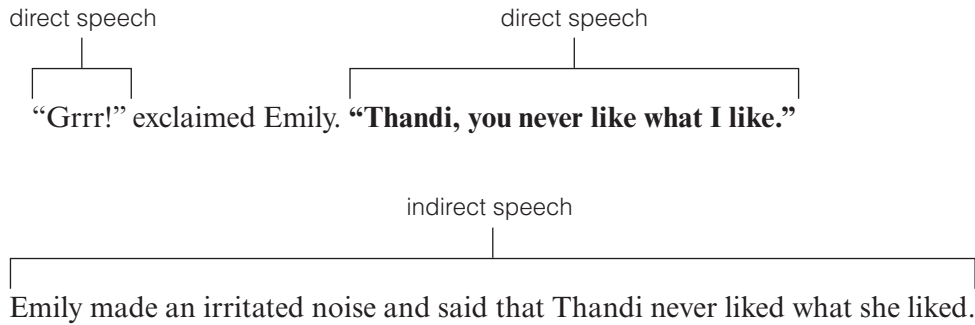 direct speech direct speech
“Grrr!” exclaimed Emily. “Thandi, you never like what I like.”
indirect speech
Emily made an irritated noise and said that Thandi never liked what she liked.